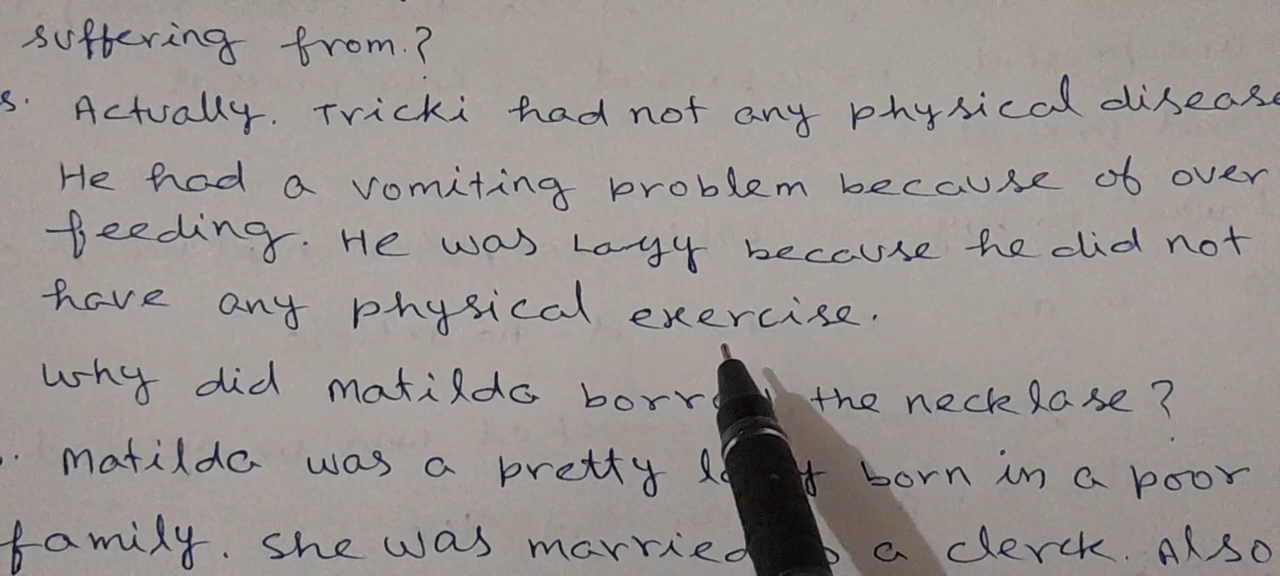 suffering from.?
s. Actually. Tricki had not any physical disease
He had a vomiting problem because of over
feeding. He was Lazy because he did not
have any physical exercise.
why did matilda the necklase?
. matilda was a pretty born in a poor
family. she was married a clerck. Also